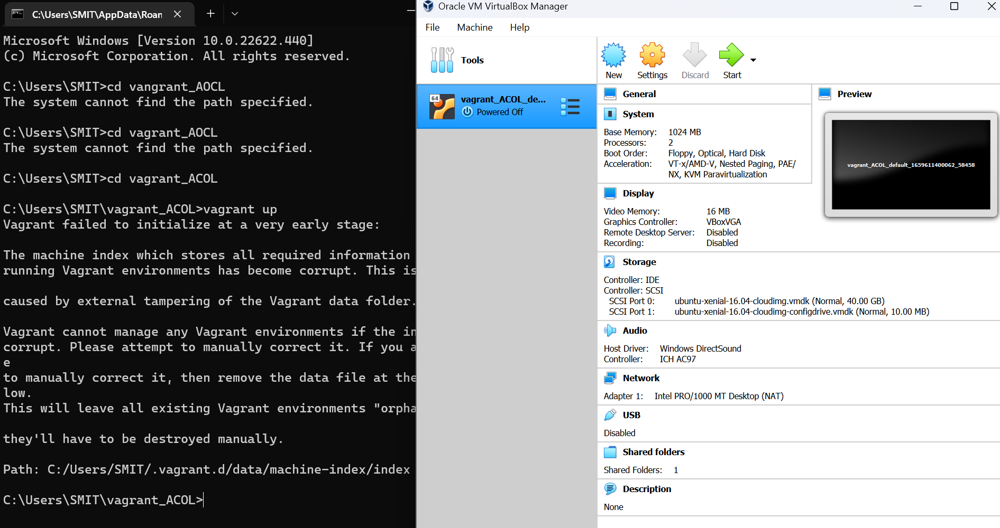 C:\Users\SMIT\AppData\Roan
Microsoft Windows [Version 10.0.22622.440]
(c) Microsoft Corporation. All rights reserved.
C:\Users\SMIT>cd vangrant_AOCL
The system cannot find the path specified.
C:\Users\SMIT>cd vagrant_AOCL
The system cannot find the path specified.
C:\Users\SMIT>cd vagrant_ACOL
C:\Users\SMIT\vagrant_ACOL>vagrant up
Vagrant failed to initialize at a very early stage:
The machine index which stores all required information
running Vagrant environments has become corrupt. This is
caused by external tampering of the Vagrant data folder.
Vagrant cannot manage any Vagrant environments if the in
corrupt. Please attempt to manually correct it. If you a
e
to manually correct it, then remove the data file at the
low.
This will leave all existing Vagrant environments "orpha
they'll have to be destroyed manually.
Path: C:/Users/SMIT/.vagrant.d/data/machine-index/index
C:\Users\SMIT\vagrant_ACOL>
Oracle VM VirtualBox Manager
File Machine Help
Tools
New Settings Discard Start
64
vagrant_ACOL_de...
Powered Off
General
System
Base Memory: 1024 MB
Processors: 2
Boot Order: Floppy, Optical, Hard Disk
Acceleration: VT-x/AMD-V, Nested Paging, PAE/
NX, KVM Paravirtualization
Preview
vagrant_ACOL_default_1659611400062_58458
Display
Video Memory: 16 MB
Graphics Controller: VBoxVGA
Remote Desktop Server: Disabled
Recording: Disabled
Storage
Controller: IDE
Controller: SCSI
SCSI Port 0: ubuntu-xenial-16.04-cloudimg.vmdk (Normal, 40.00 GB)
SCSI Port 1: ubuntu-xenial-16.04-cloudimg-configdrive.vmdk (Normal, 10.00 MB)
Audio
Host Driver: Windows DirectSound
Controller: ICH AC97
Network
Adapter 1: Intel PRO/1000 MT Desktop (NAT)
USB
Disabled
Shared folders
Shared Folders: 1
Description
None